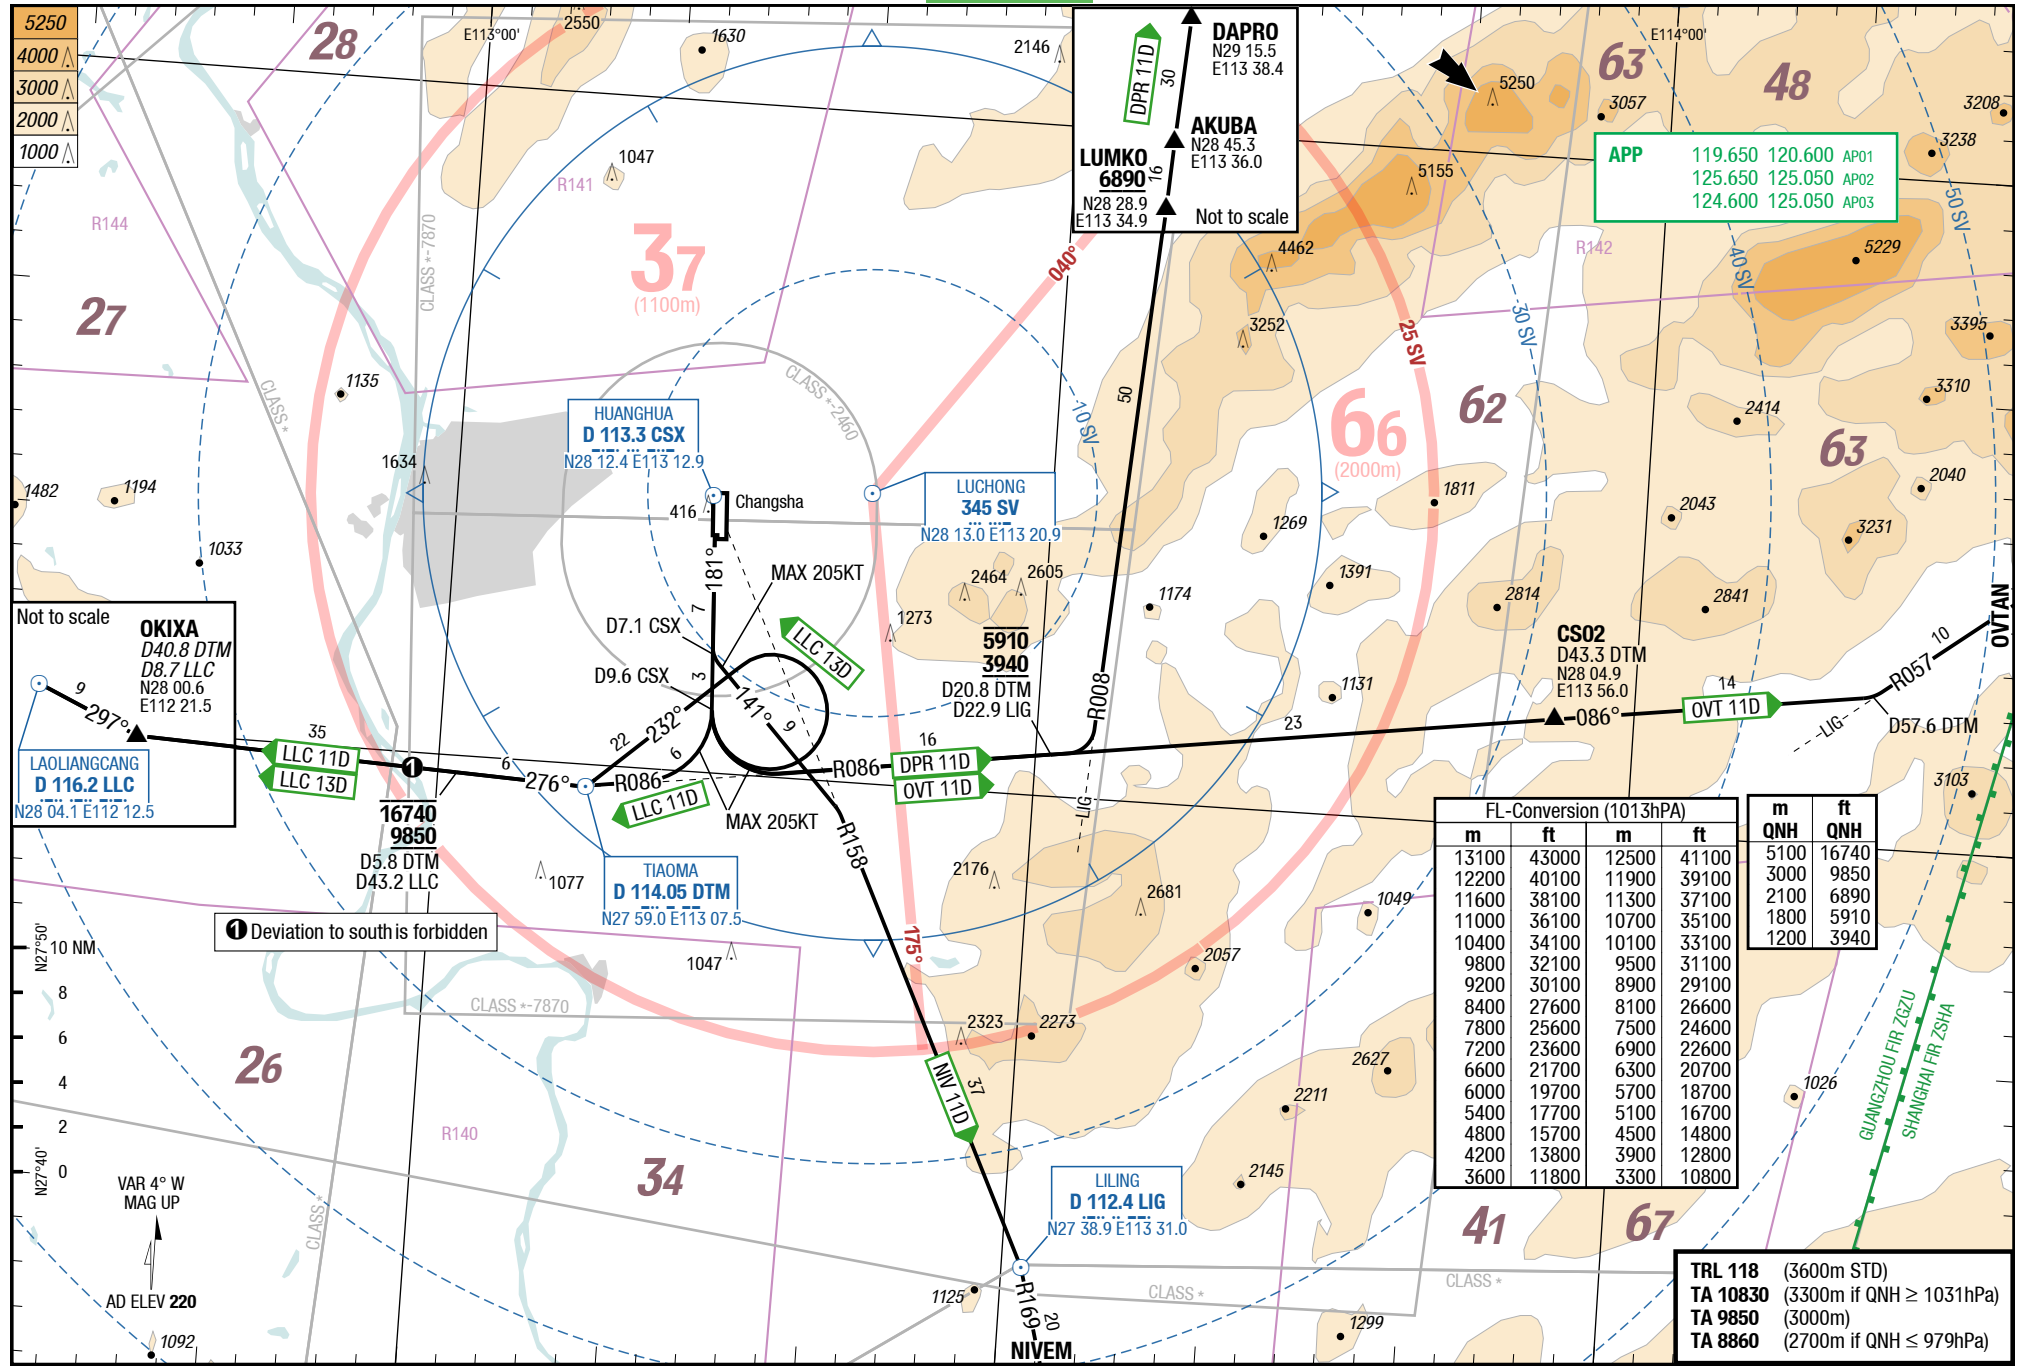 5250
4000
3000
2000
1000
28
E113°00'
2550
1630
2146
R141
1047
R144
CLASS *-7870
37
(1100m)
27
040°
DPR 11D
30
DAPRO
N29 15.5
E113 38.4
AKUBA
N28 45.3
E113 36.0
LUMKO
6890
N28 28.9
E113 34.9
16
Not to scale
5250
E114°00'
63
3057
48
3208
3238
APP 119.650 120.600 AP01
125.650 125.050 AP02
124.600 125.050 AP03
5155
50 SV
R142
5229
40 SV
4462
3252
30 SV
25 SV
3395
3310
66
(2000m)
62
2414
63
1135
CLASS *
CLASS *-2460
10 SV
50
HUANGHUA
D 113.3 CSX
N28 12.4 E113 12.9
1634
1482
1194
1033
416
Changsha
LUCHONG
345 SV
N28 13.0 E113 20.9
1811
1269
2043
2040
3231
181°
MAX 205KT
2464
2605
1174
1391
2814
2841
OVTAN
7
D7.1 CSX
LLC 13D
1273
5910
3940
D20.8 DTM
D22.9 LIG
R008
1131
CS02
D43.3 DTM
N28 04.9
E113 56.0
10
R057
Not to scale
OKIXA
D40.8 DTM
D8.7 LLC
N28 00.6
E112 21.5
9
297°
D9.6 CSX
3
141°
9
232°
22
6
23
086°
14
OVT 11D
LIG
D57.6 DTM
LAOLIANGCANG
D 116.2 LLC
N28 04.1 E112 12.5
35
LLC 11D
LLC 13D
1
6
276°
R086
LLC 11D
R086
16
DPR 11D
OVT 11D
MAX 205KT
LIG
3103
16740
9850
D5.8 DTM
D43.2 LLC
R158
1077
TIAOMA
D 114.05 DTM
N27 59.0 E113 07.5
2176
2681
1049
1 Deviation to south is forbidden
1047
175°
2057
FL-Conversion (1013hPA)
m ft m ft
13100 43000 12500 41100
12200 40100 11900 39100
11600 38100 11300 37100
11000 36100 10700 35100
10400 34100 10100 33100
9800 32100 9500 31100
9200 30100 8900 29100
8400 27600 8100 26600
7800 25600 7500 24600
7200 23600 6900 22600
6600 21700 6300 20700
6000 19700 5700 18700
5400 17700 5100 16700
4800 15700 4500 14800
4200 13800 3900 12800
3600 11800 3300 10800
m ft
QNH QNH
5100 16740
3000 9850
2100 6890
1800 5910
1200 3940
N27°50'
10 NM
8
6
4
2
0
N27°40'
CLASS *-7870
2323
2273
26
NIV 11D
37
2627
2211
1026
GUANGZHOU FIR ZGZU
SHANGHAI FIR ZSHA
R140
34
2145
VAR 4° W
MAG UP
CLASS *
LILING
D 112.4 LIG
N27 38.9 E113 31.0
41
67
AD ELEV 220
1092
1125
R169
20
NIVEM
CLASS *
CLASS *
1299
TRL 118 (3600m STD)
TA 10830 (3300m if QNH ≥ 1031hPa)
TA 9850 (3000m)
TA 8860 (2700m if QNH ≤ 979hPa)